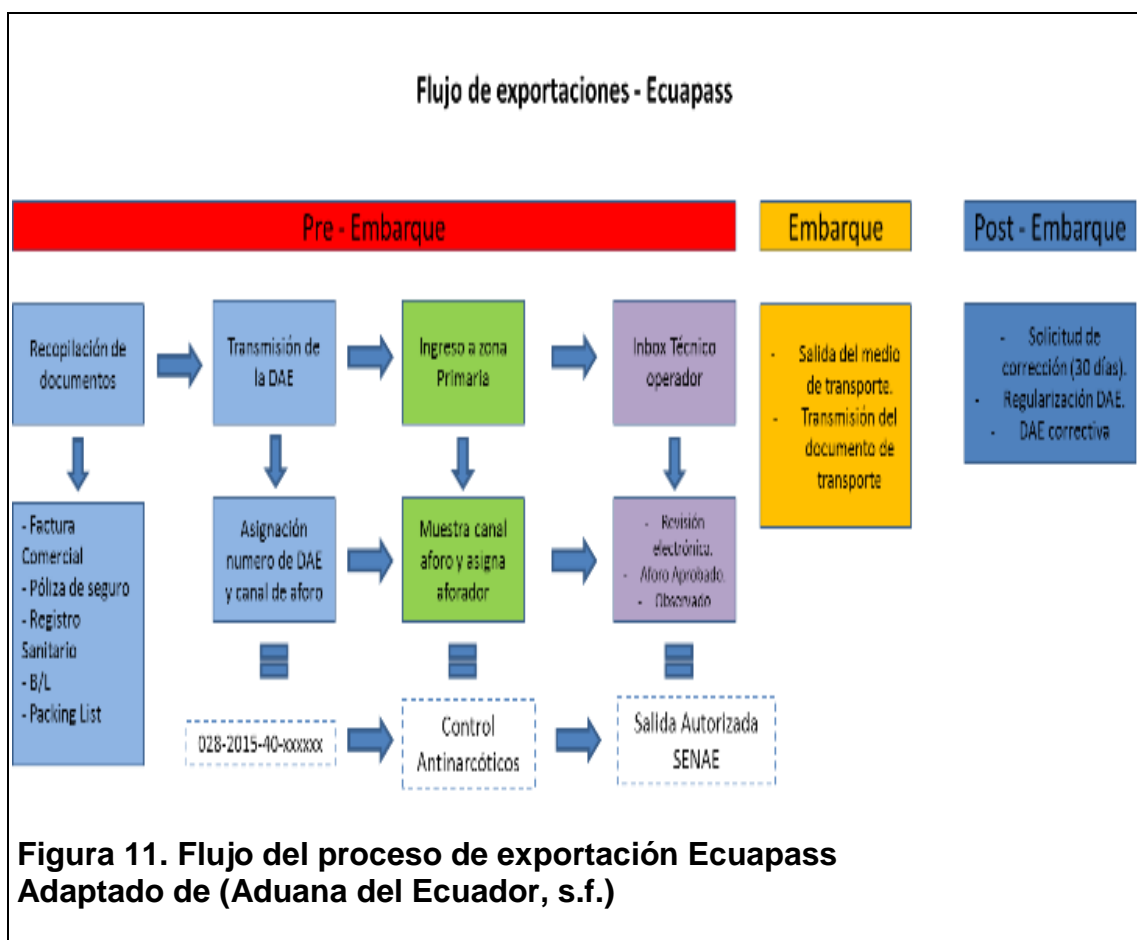 Flujo de exportaciones - Ecuapass
Pre - Embarque
Embarque
Post - Embarque
Recopilación de
documentos
Transmisión de
la DAE
Ingreso a zona
Primaria
Inbox Técnico
operador
- Salida del medio
de transporte.
- Transmisión del
documento de
transporte
- Solicitud de
corrección (30 días).
- Regularización DAE.
- DAE correctiva
- Factura
Comercial
- Póliza de seguro
- Registro
Sanitario
- B/L
- Packing List
Asignación
numero de DAE
y canal de aforo
Muestra canal
aforo y asigna
aforador
- Revisión
electrónica.
- Aforo Aprobado.
- Observado
028-2015-40-xxxxxx
Control
Antinarcóticos
Salida Autorizada
SENAE
Figura 11. Flujo del proceso de exportación Ecuapass
Adaptado de (Aduana del Ecuador, s.f.)